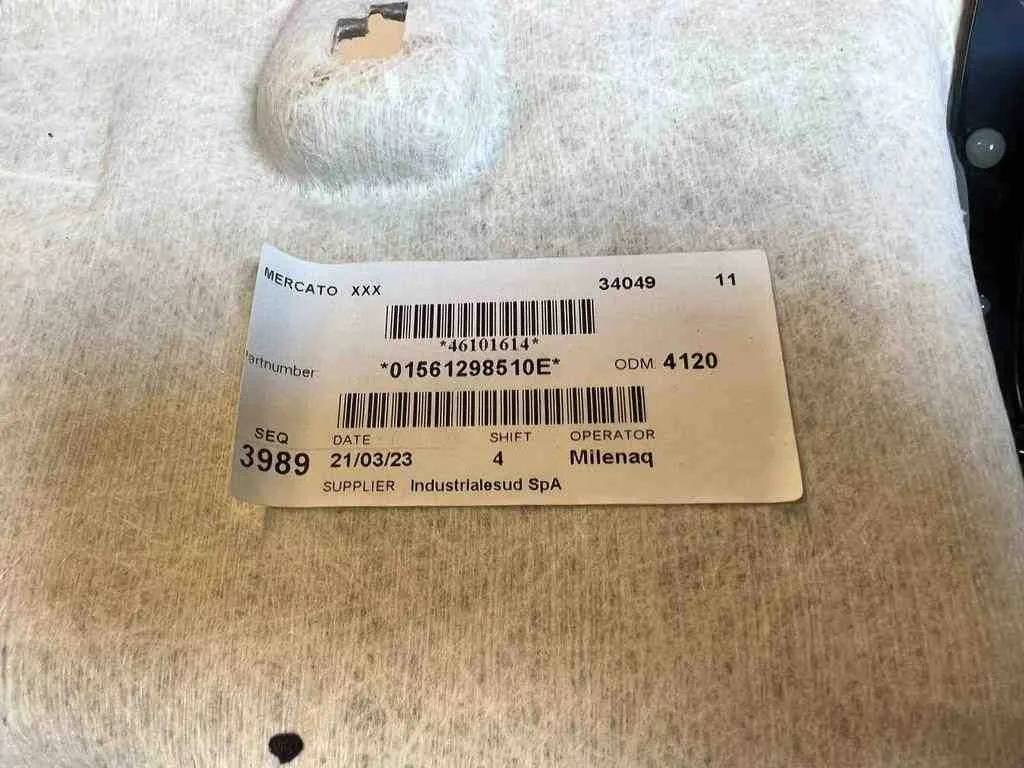 MERCATO XXX 34049 11
*46101614*
artnumber: *01561298510E* ODM 4120
SEQ DATE SHIFT OPERATOR
3989 21/03/23 4 Milenaq
SUPPLIER Industrialesud SpA